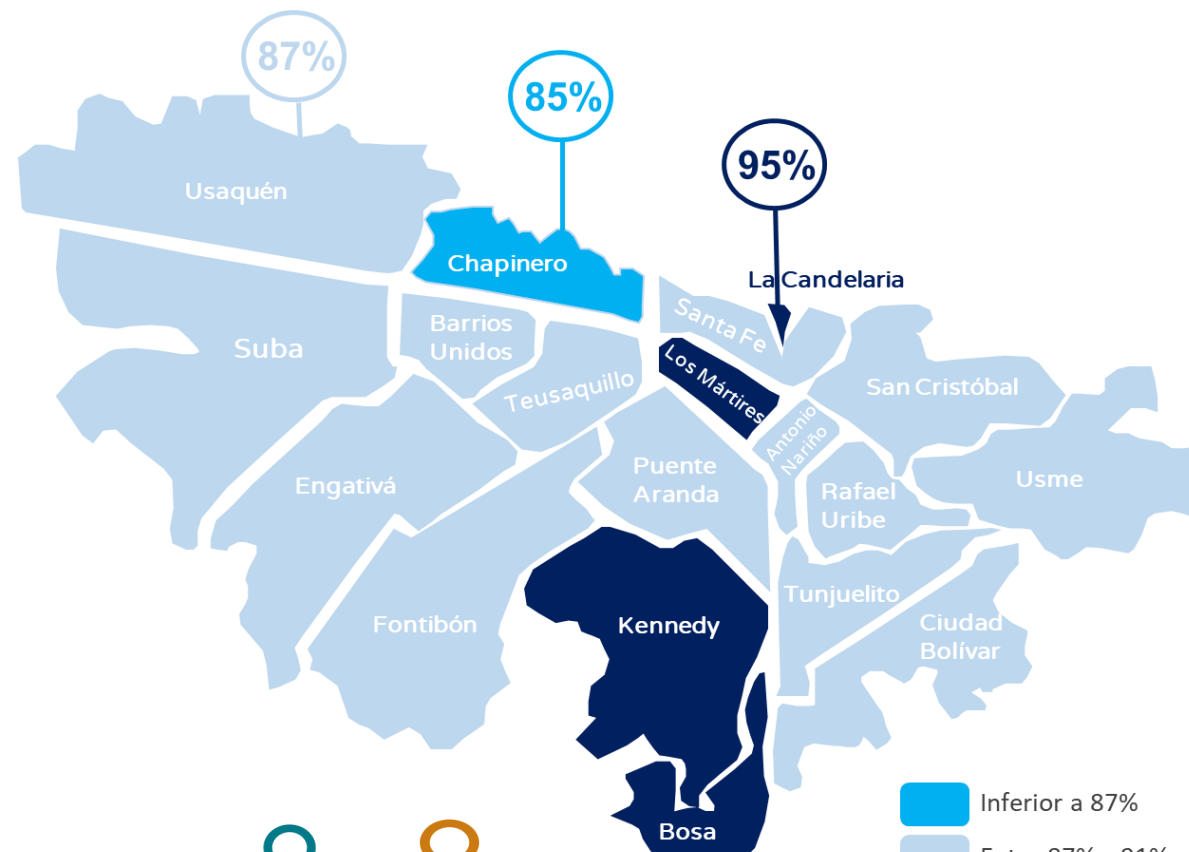 87%
85%
95%
Usaquén
Chapinero
La Candelaria
Santa Fe
Barrios
Unidos
Suba
Teusaquillo
Los Mártires
San Cristóbal
Antonio
Nariño
Engativá
Puente
Aranda
Rafael
Uribe
Usme
Fontibón
Kennedy
Tunjuelito
Ciudad
Bolívar
Bosa
Inferior a 87%